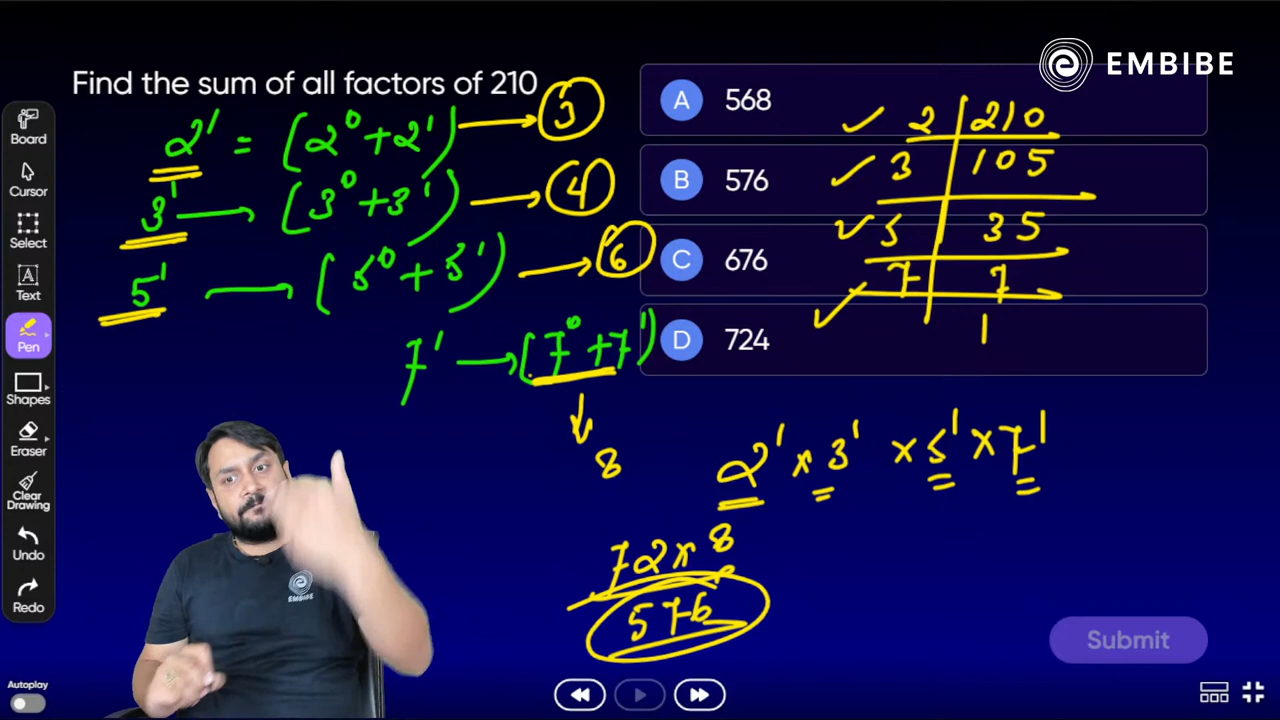 EMBIBE
Find the sum of all factors of 210
A 568
B 576
C 676
D 724
2¹ = (2⁰ + 2¹) → 3
3¹ → (3⁰ + 3¹) → 4
5¹ → (5⁰ + 5¹) → 6
7¹ → (7⁰ + 7¹)
↓
8
✓ 2 | 210
✓ 3 | 105
✓ 5 | 35
✓ 7 | 7
1
2¹ × 3¹ × 5¹ × 7¹
72 × 8
576
Board
Cursor
Select
Text
Pen
Shapes
Eraser
Clear
Drawing
Undo
Redo
Autoplay
EMBIBE
Submit